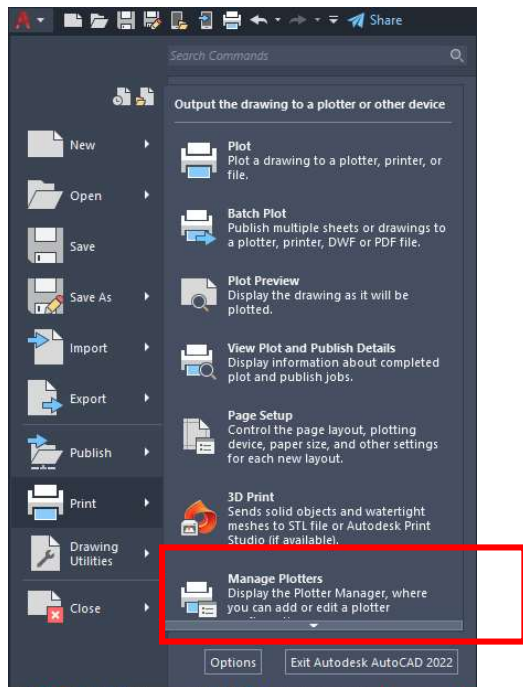 Share
Search Commands
Output the drawing to a plotter or other device
New
Open
Save
Save As
Import
Export
Publish
Print
Drawing
Utilities
Close
Plot
Plot a drawing to a plotter, printer, or
file.
Batch Plot
Publish multiple sheets or drawings to
a plotter, printer, DWF or PDF file.
Plot Preview
Display the drawing as it will be
plotted.
View Plot and Publish Details
Display information about completed
plot and publish jobs.
Page Setup
Control the page layout, plotting
device, paper size, and other settings
for each new layout.
3D Print
Sends solid objects and watertight
meshes to STL file or Autodesk Print
Studio (if available).
Manage Plotters
Display the Plotter Manager, where
you can add or edit a plotter
Options
Exit Autodesk AutoCAD 2022